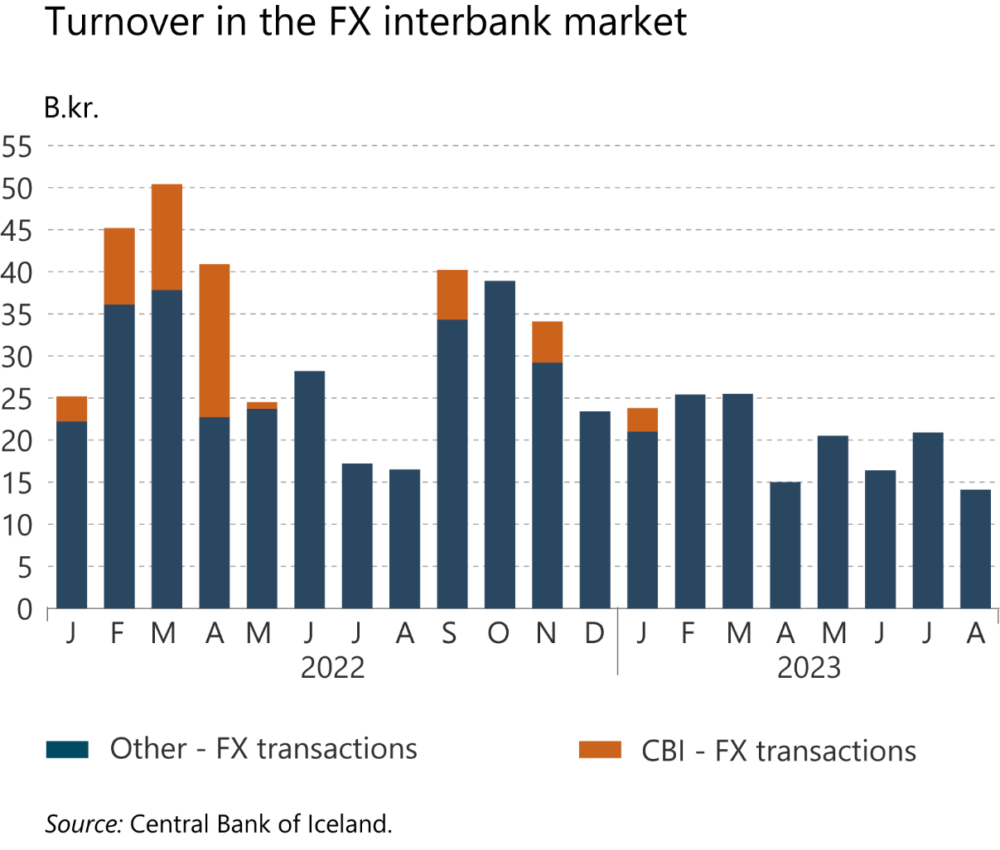 Turnover in the FX interbank market
B.kr.
55
50
45
40
35
30
25
20
15
10
5
0
J F M A M J J A S O N D J F M A M J J A
2022 2023
Other - FX transactions CBI - FX transactions
Source: Central Bank of Iceland.